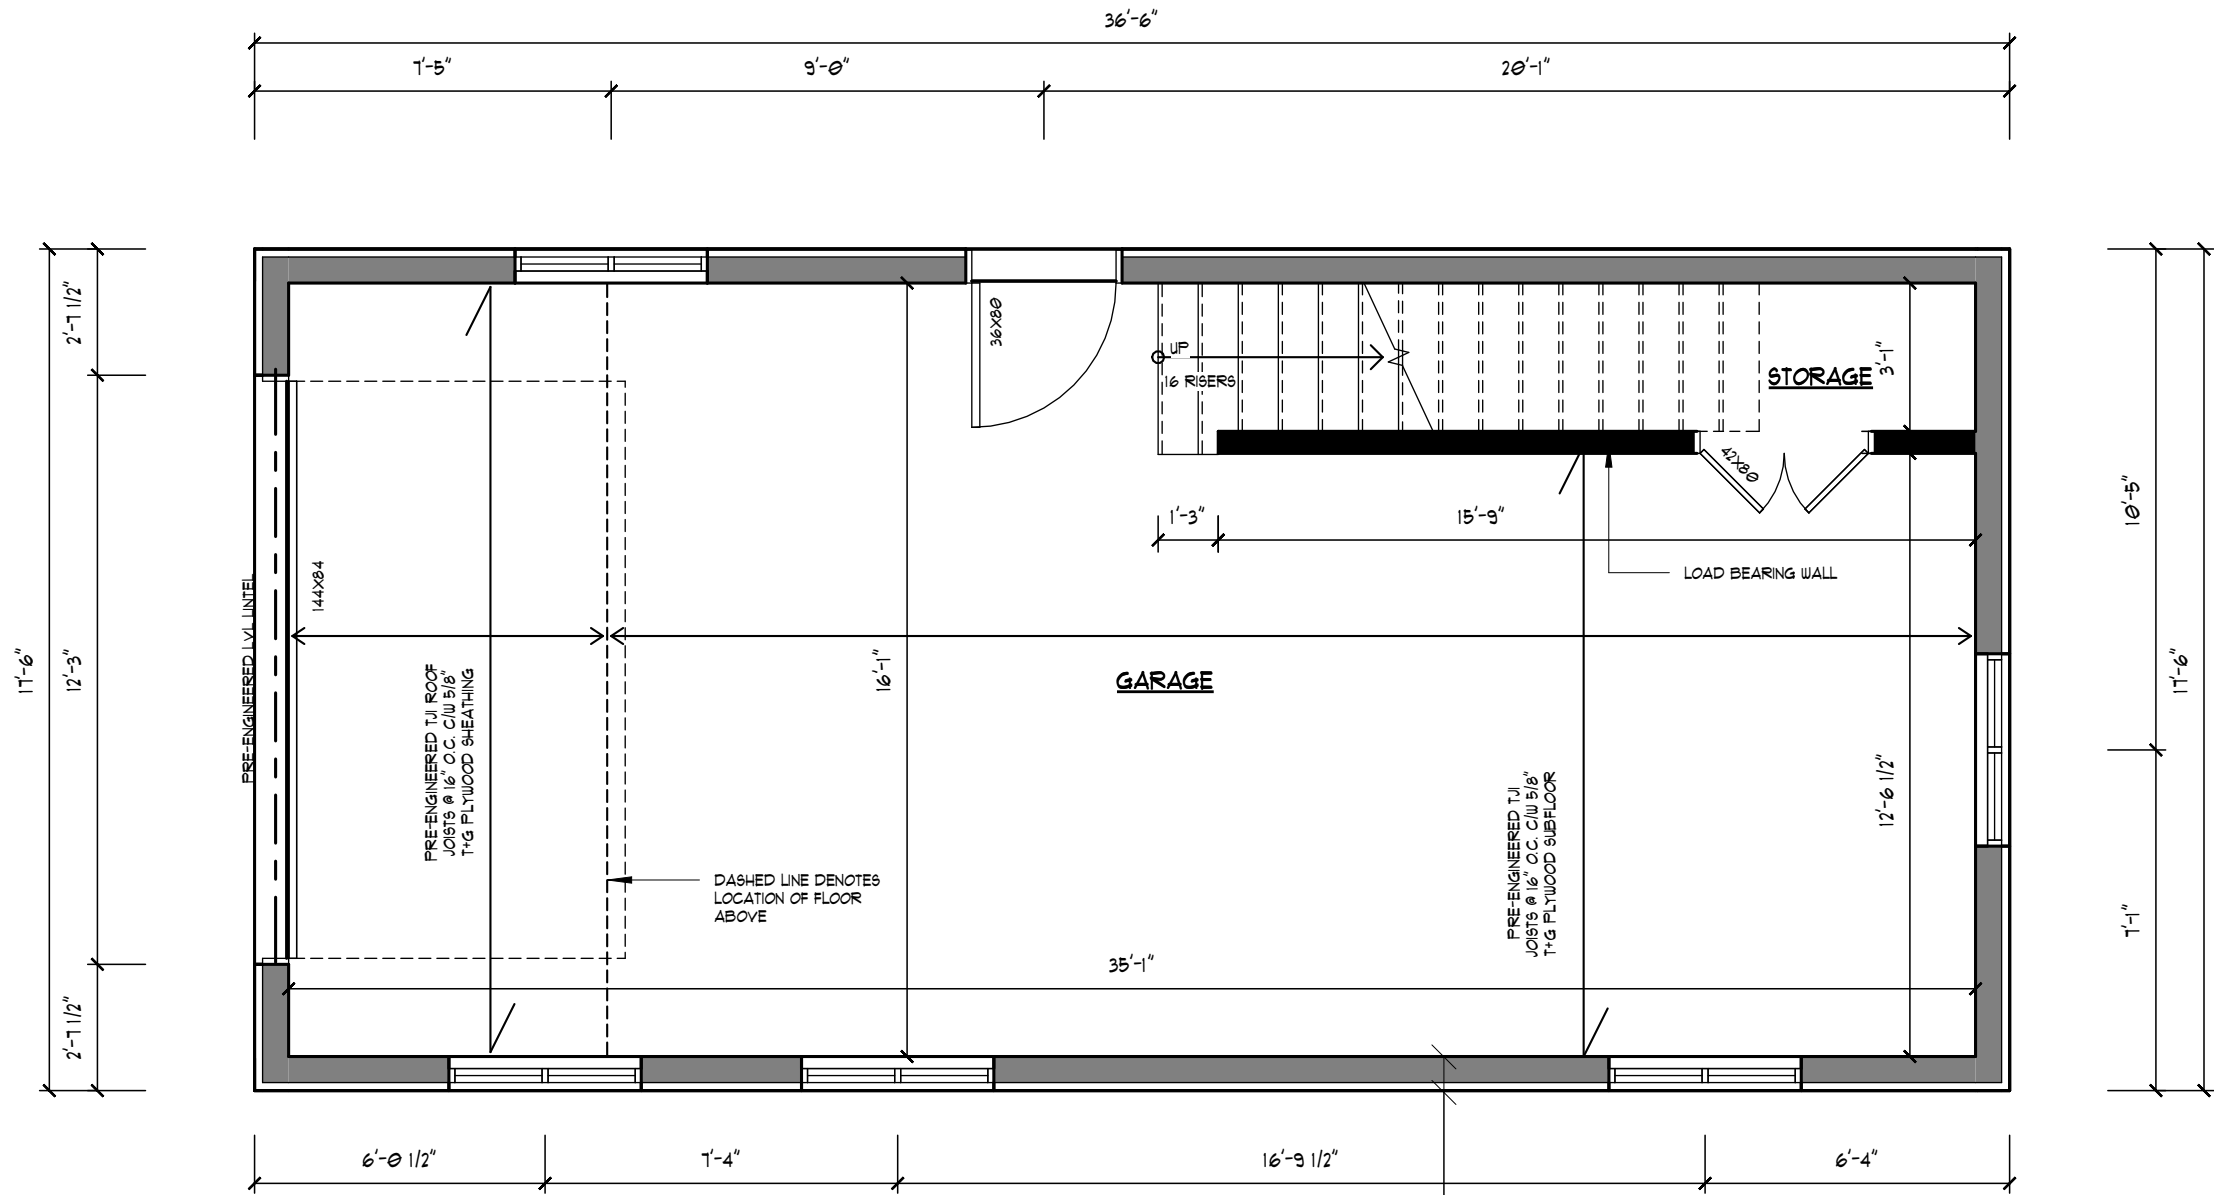 36'-6"
7'-5"
9'-0"
20'-1"
2'-7 1/2"
12'-3"
17'-6"
2'-7 1/2"
36X80
UP
16 RISERS
STORAGE
3'-1"
42X80
1'-3"
15'-9"
LOAD BEARING WALL
10'-5"
17'-6"
7'-1"
144X84
PRE-ENGINEERED LVL LINTEL
PRE-ENGINEERED TJI ROOF
JOISTS @ 16" O.C. C/W 5/8"
T+G PLYWOOD SHEATHING
16'-1"
GARAGE
PRE-ENGINEERED TJI
JOISTS @ 16" O.C. C/W 5/8"
T+G PLYWOOD SUBFLOOR
12'-6 1/2"
DASHED LINE DENOTES
LOCATION OF FLOOR
ABOVE
35'-1"
6'-0 1/2"
7'-4"
16'-9 1/2"
6'-4"